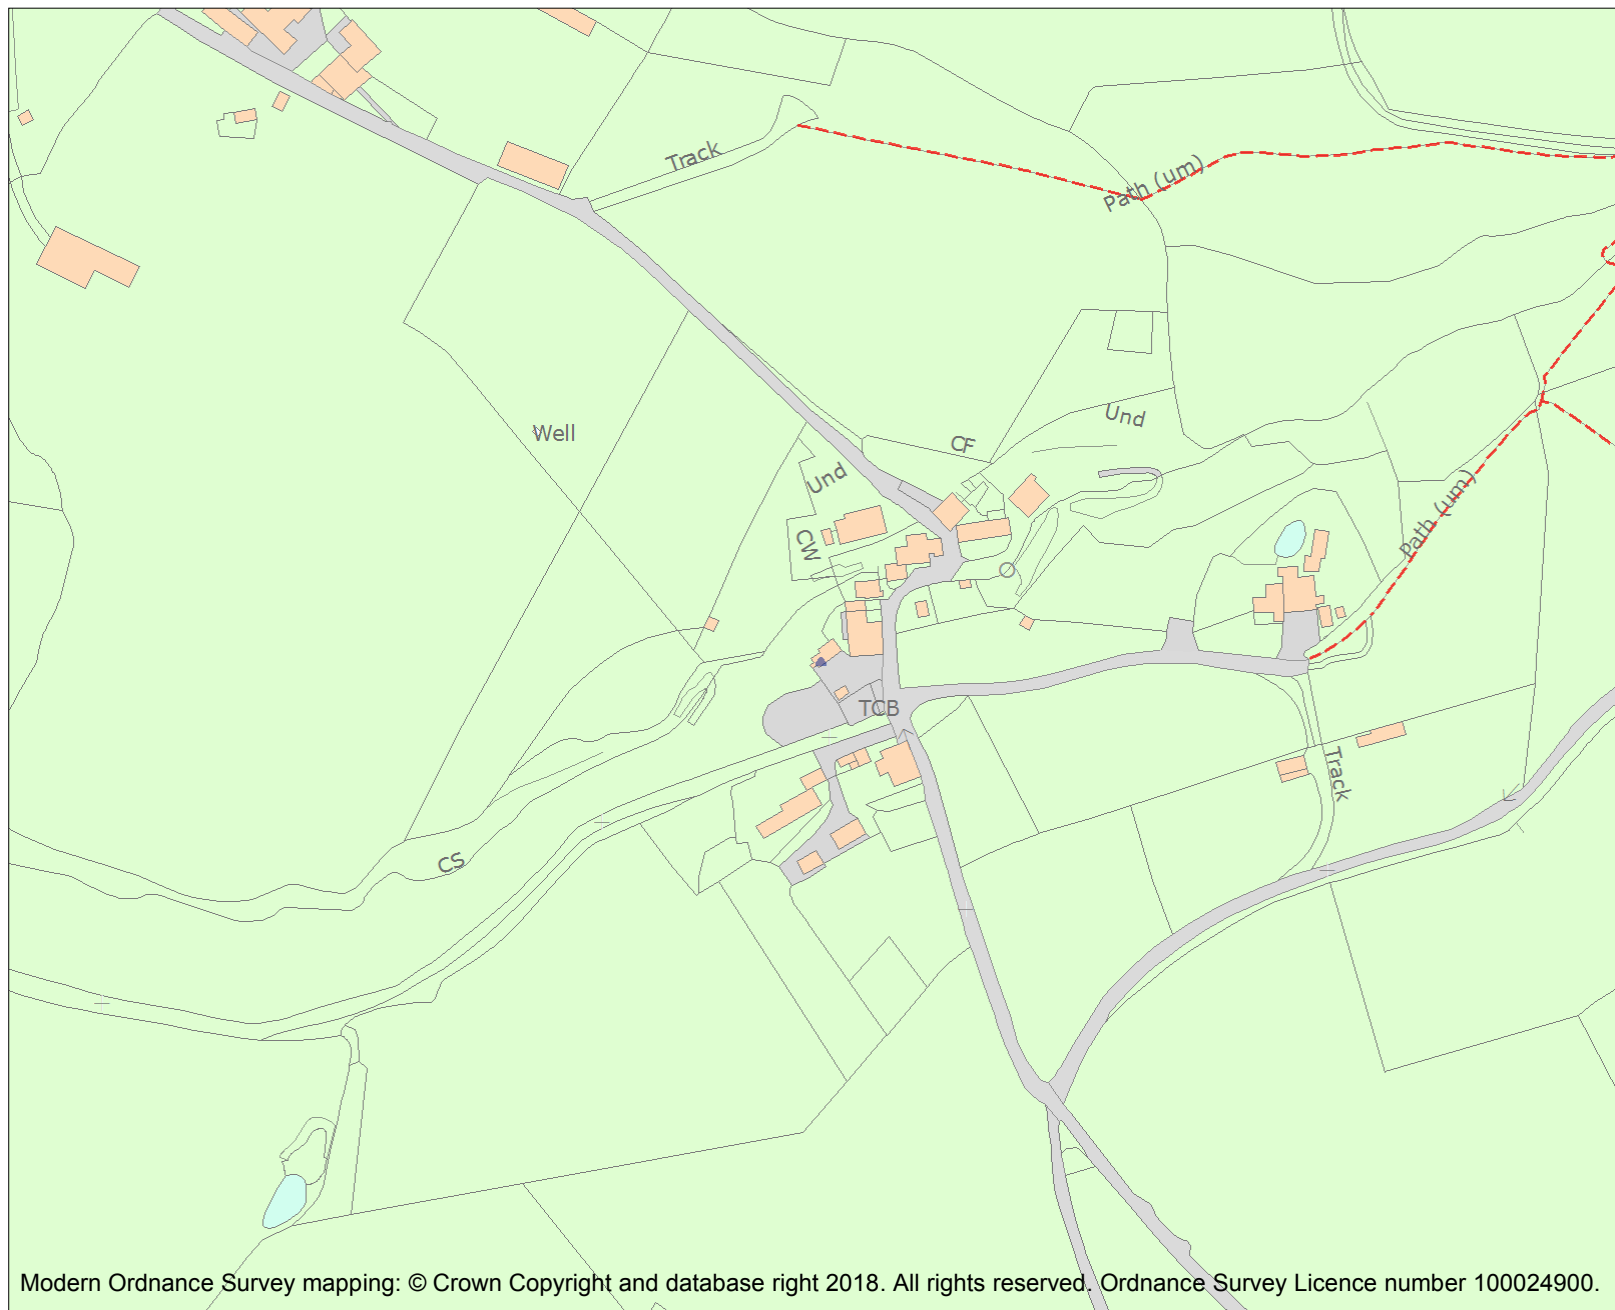 Track
Path (um)
Und
Well
CF
Und
Path (um)
CW
TCB
Track
CS
Modern Ordnance Survey mapping: © Crown Copyright and database right 2018. All rights reserved. Ordnance Survey Licence number 100024900.